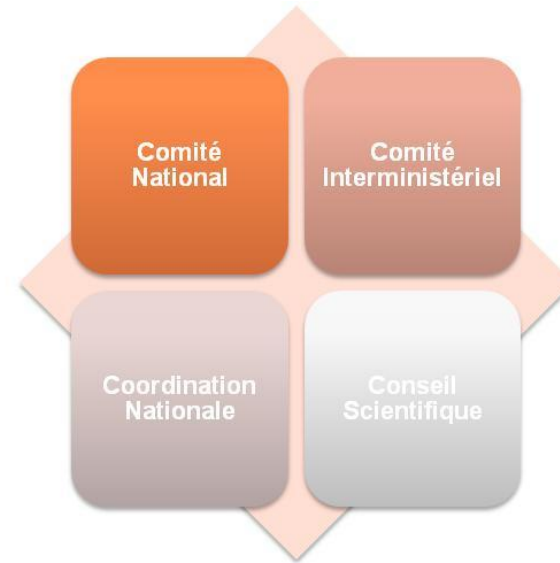 Comité
National
Comité
Interministériel
Coordination
Nationale
Conseil
Scientifique